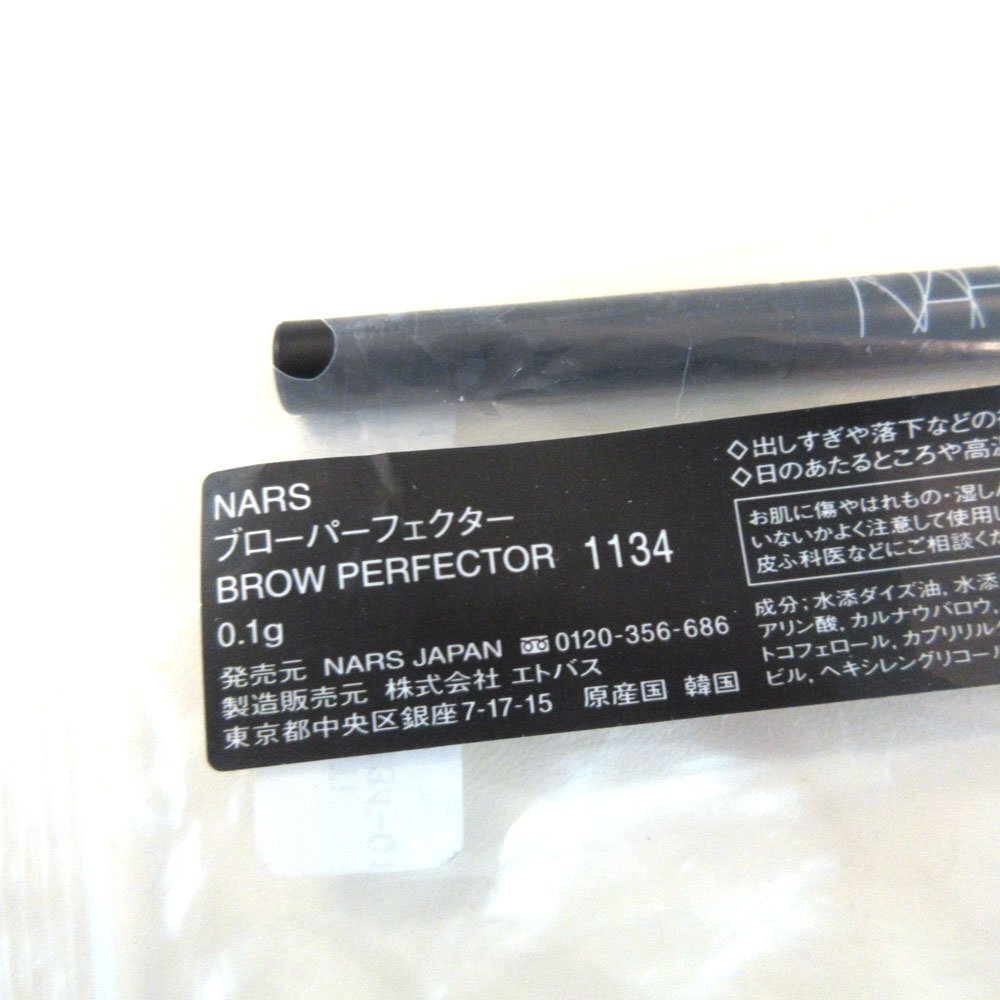 NARS
NARS
ブローパーフェクター
BROW PERFECTOR 1134
0.1g
発売元 NARS JAPAN 0120-356-686
製造販売元 株式会社 エトバス
東京都中央区銀座7-17-15 原産国 韓国
◇出しすぎや落下などの
◇日のあたるところや高温
お肌に傷やはれもの・湿し
いないかよく注意して使用し
皮ふ科医などにご相談くだ
成分;水添ダイズ油,水添
アリン酸,カルナウバロウ,
トコフェロール,カプリリル
ビル,ヘキシレングリコール